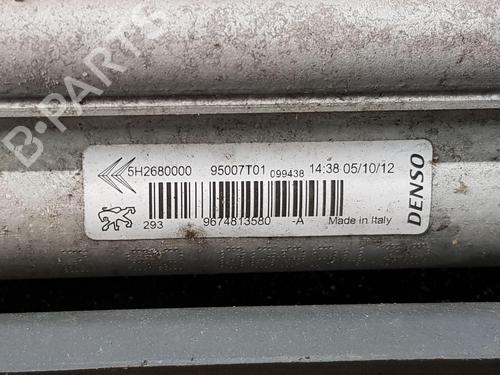 B-PARTS
5H2680000 95007T01 099438 14:38 05/10/12
293 9674813580 -A Made in Italy
DENSO